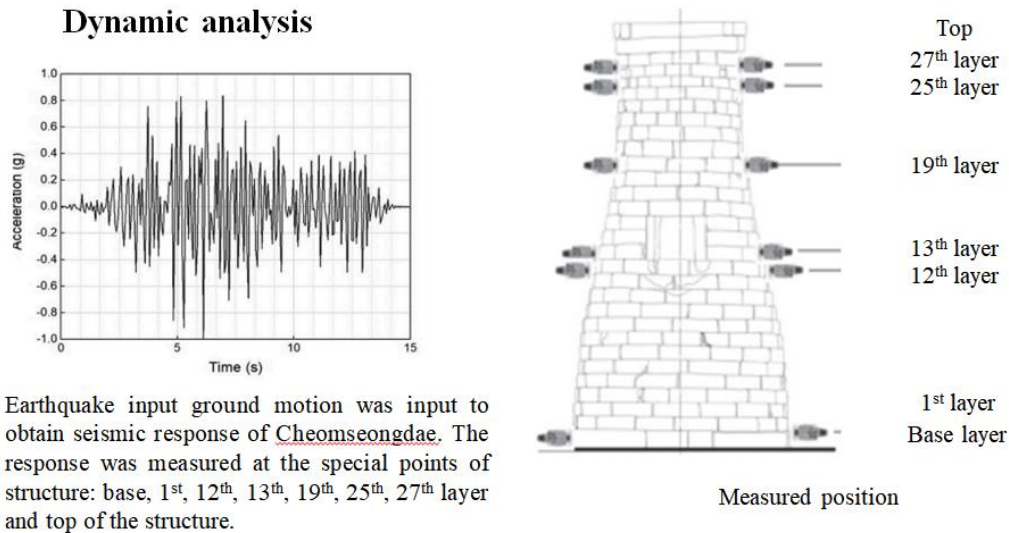 Dynamic analysis
1.0
0.8
0.6
0.4
0.2
0.0
-0.2
-0.4
-0.6
-0.8
-1.0
Acceleration (g)
0 5 10 15
Time (s)
Earthquake input ground motion was input to
obtain seismic response of Cheomseongdae. The
response was measured at the special points of
structure: base, 1st, 12th, 13th, 19th, 25th, 27th layer
and top of the structure.
Top
27th layer
25th layer
19th layer
13th layer
12th layer
1st layer
Base layer
Measured position